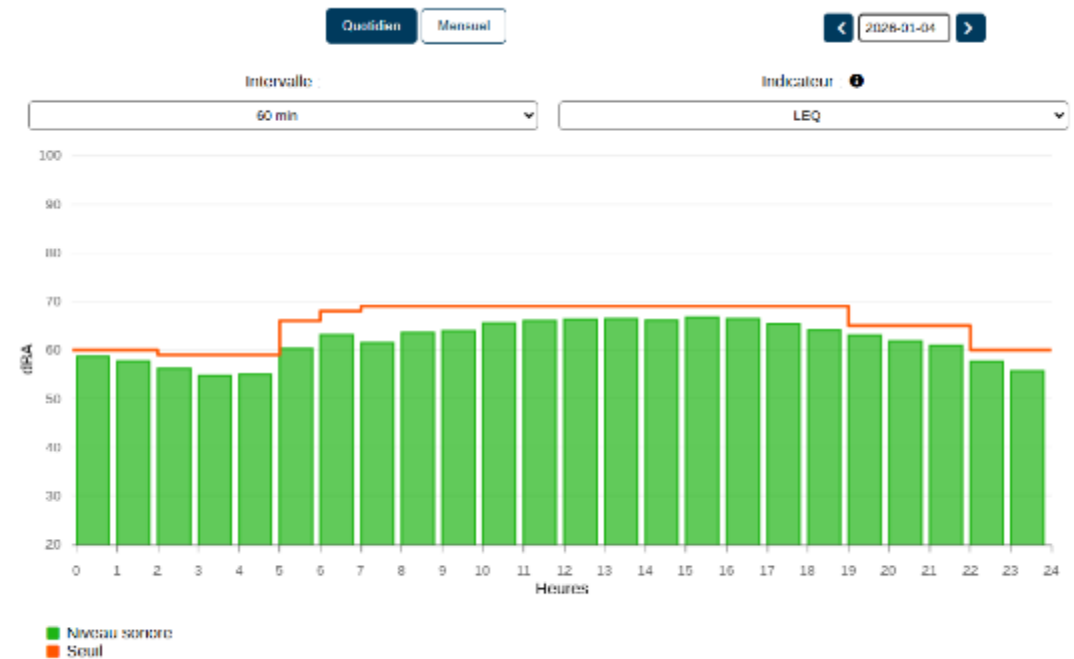 Quotidien Mensuel 2026-01-04
Intervalle Indicateur
60 min LEQ
100
90
80
70
60
50
40
30
20
dBA
0 1 2 3 4 5 6 7 8 9 10 11 12 13 14 15 16 17 18 19 20 21 22 23 24
Heures
Niveau sonore
Seuil